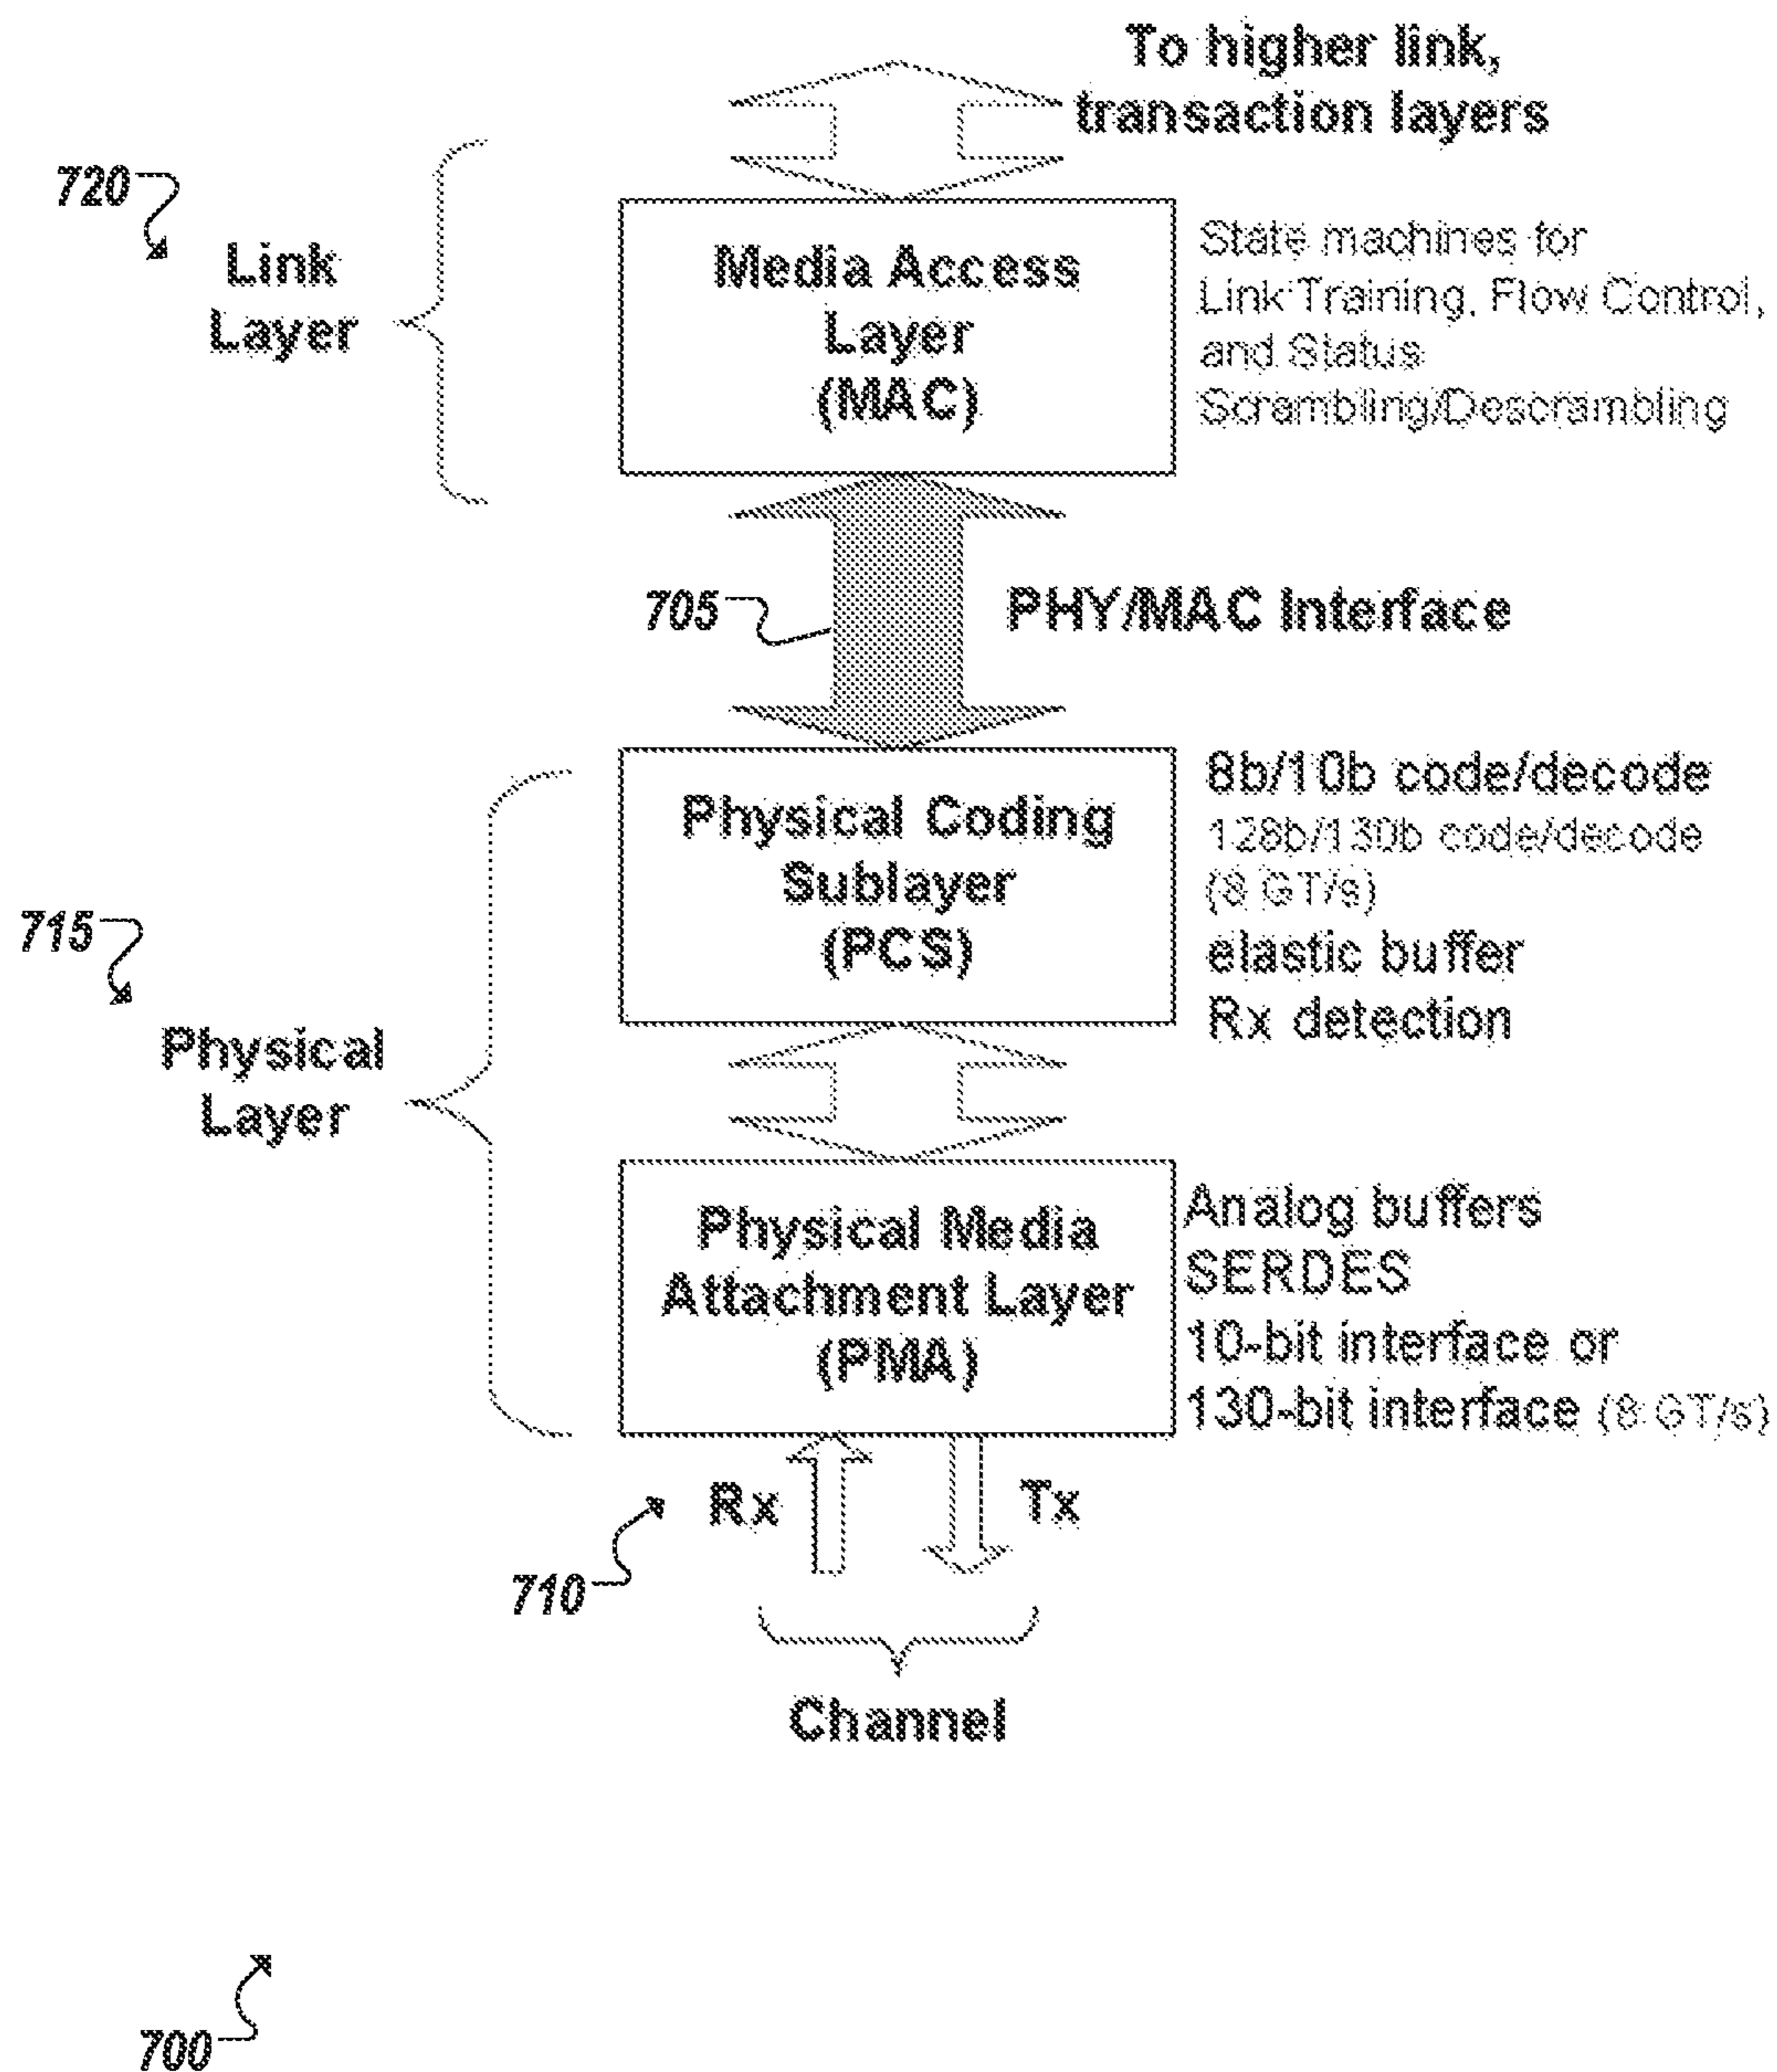 To higher link,
transaction layers
720
Link
Layer
Media Access
Layer
(MAC)
State machines for
Link Training, Flow Control,
and Status
Scrambling/Descrambling
705
PHY/MAC Interface
715
Physical
Layer
Physical Coding
Sublayer
(PCS)
8b/10b code/decode
128b/130b code/decode
(8 GT/s)
elastic buffer
Rx detection
Physical Media
Attachment Layer
(PMA)
Analog buffers
SERDES
10-bit interface or
130-bit interface (8 GT/s)
710
Rx
Tx
Channel
700